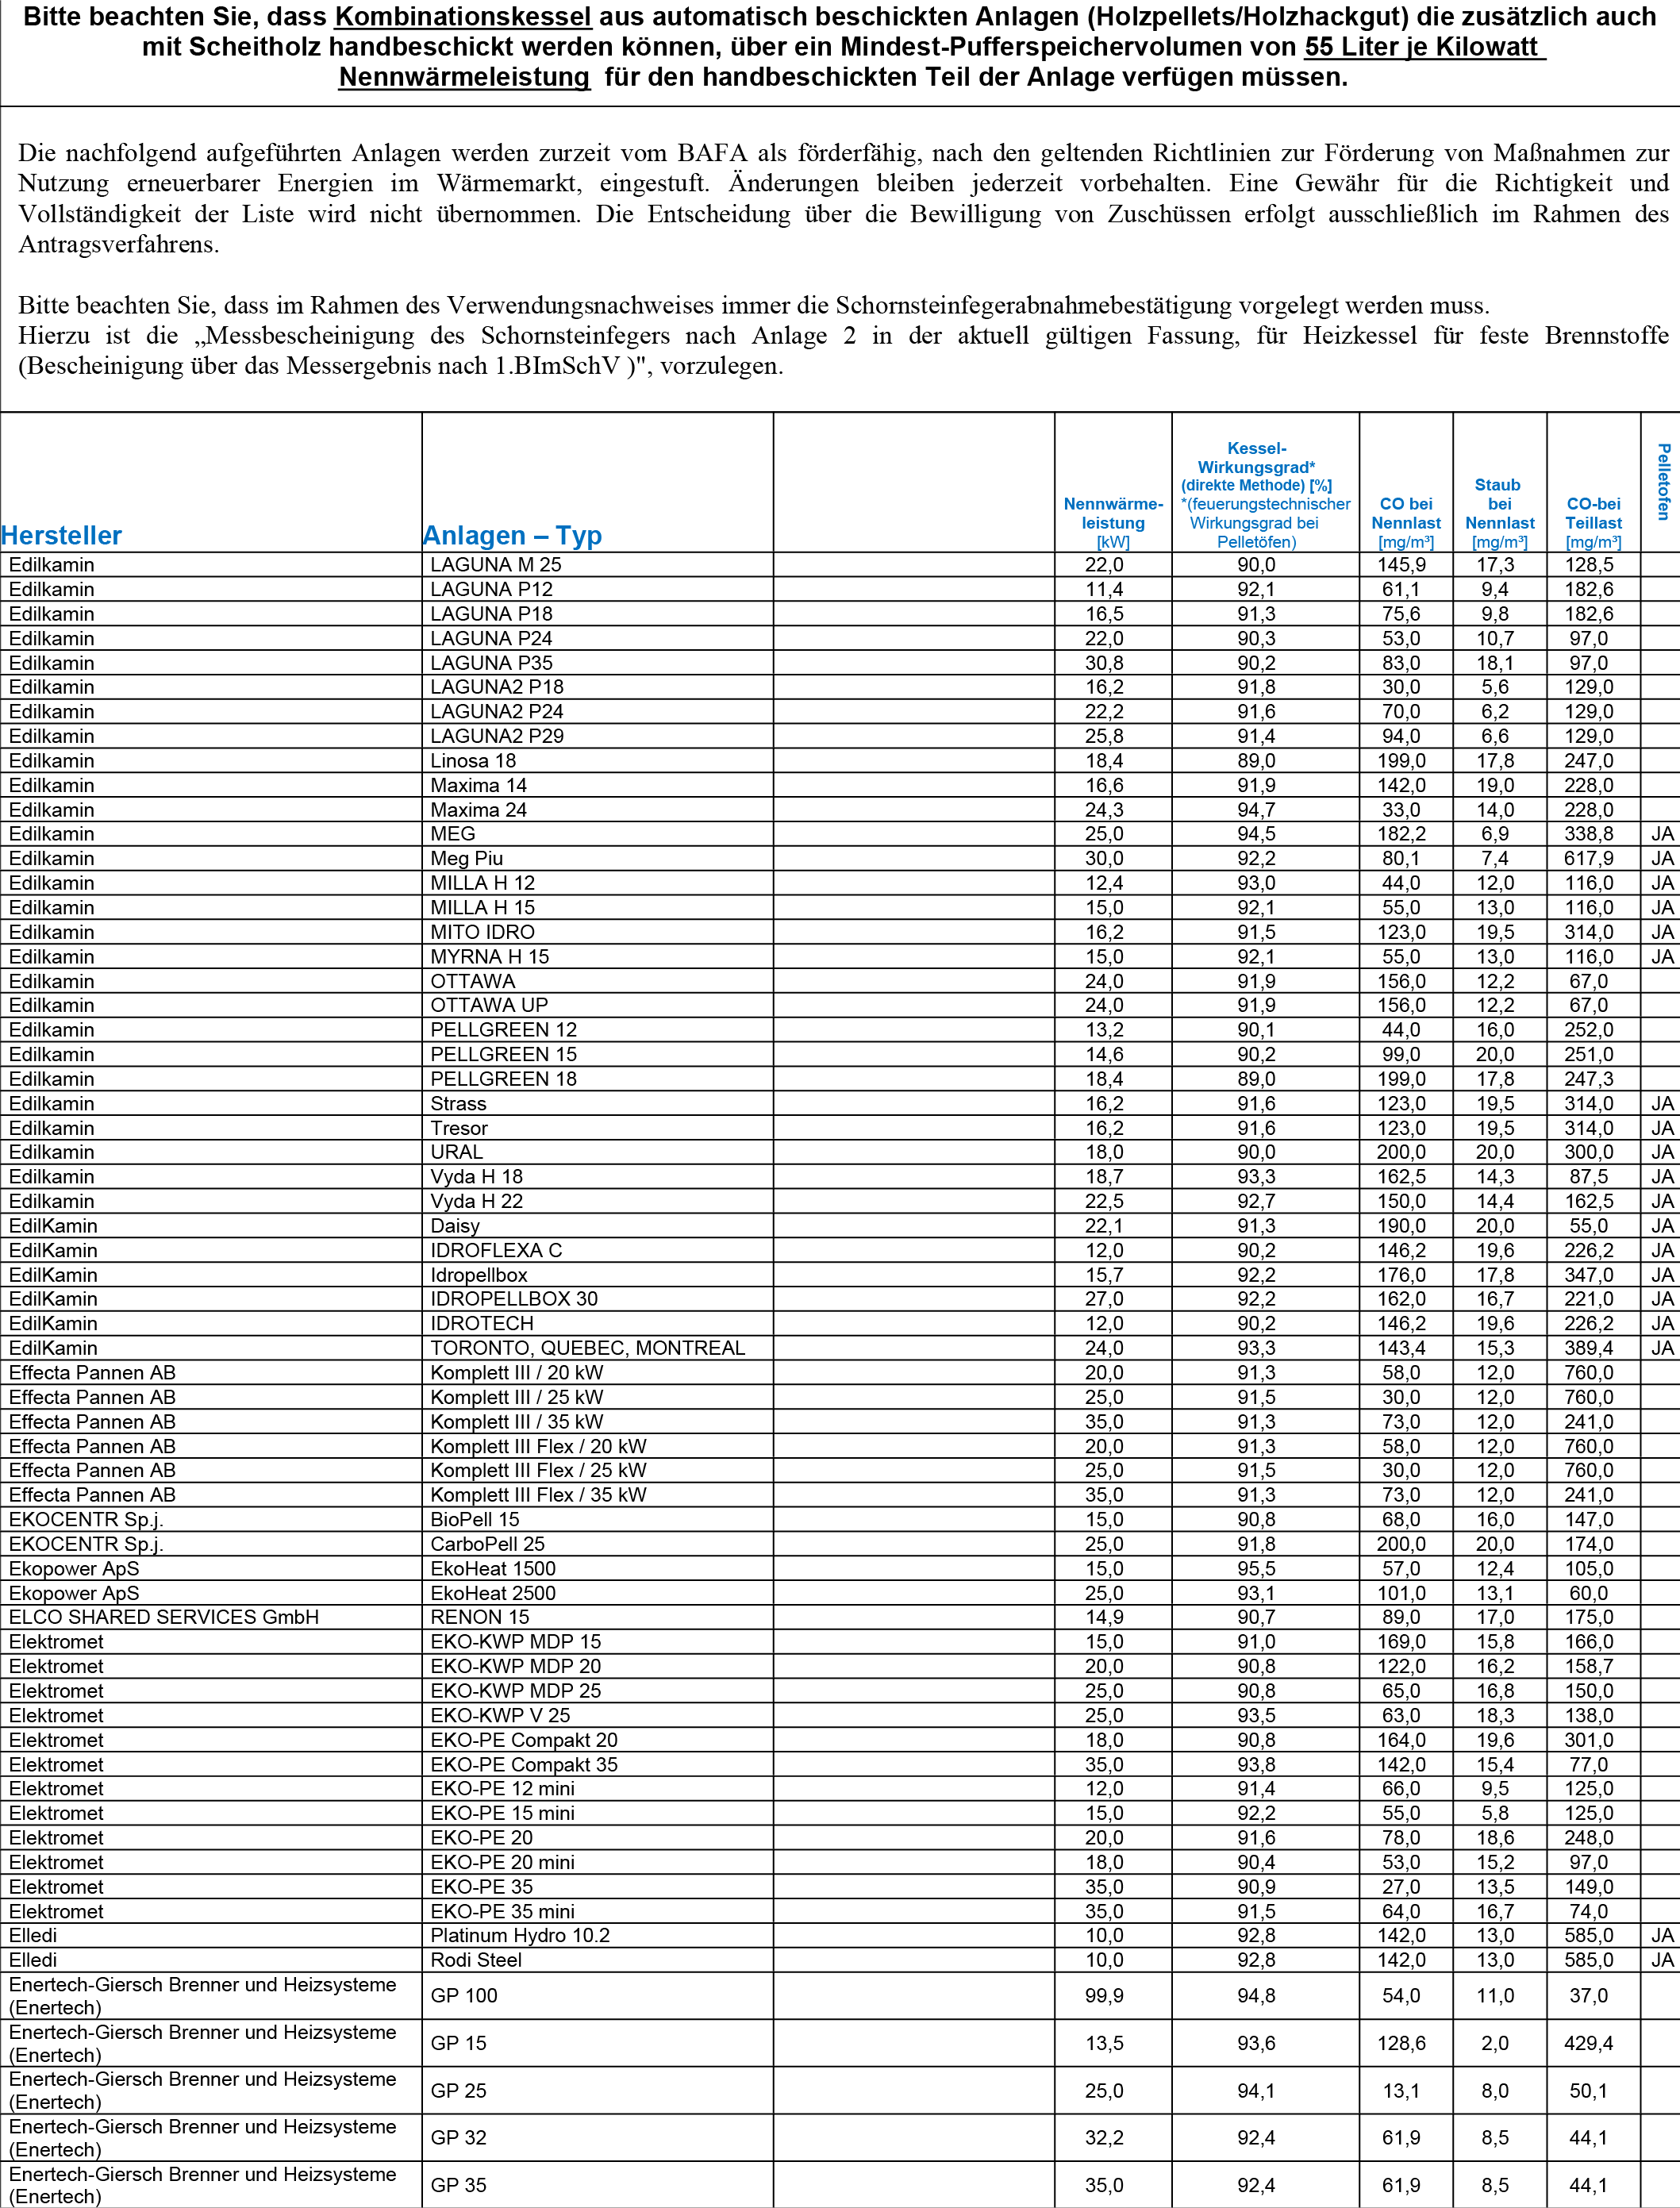 Bitte beachten Sie, dass Kombinationskessel aus automatisch beschickten Anlagen (Holzpellets/Holzhackgut) die zusätzlich auch
mit Scheitholz handbeschickt werden können, über ein Mindest-Pufferspeichervolumen von 55 Liter je Kilowatt
Nennwärmeleistung für den handbeschickten Teil der Anlage verfügen müssen.
Die nachfolgend aufgeführten Anlagen werden zurzeit vom BAFA als förderfähig, nach den geltenden Richtlinien zur Förderung von Maßnahmen zur
Nutzung erneuerbarer Energien im Wärmemarkt, eingestuft. Änderungen bleiben jederzeit vorbehalten. Eine Gewähr für die Richtigkeit und
Vollständigkeit der Liste wird nicht übernommen. Die Entscheidung über die Bewilligung von Zuschüssen erfolgt ausschließlich im Rahmen des
Antragsverfahrens.
Bitte beachten Sie, dass im Rahmen des Verwendungsnachweises immer die Schornsteinfegerabnahmebestätigung vorgelegt werden muss.
Hierzu ist die „Messbescheinigung des Schornsteinfegers nach Anlage 2 in der aktuell gültigen Fassung, für Heizkessel für feste Brennstoffe
(Bescheinigung über das Messergebnis nach 1.BImSchV )", vorzulegen.
Hersteller
Anlagen – Typ
Nennwärme-
leistung
[kW]
Kessel-
Wirkungsgrad*
(direkte Methode) [%]
*(feuerungstechnischer
Wirkungsgrad bei
Pelletöfen)
CO bei
Nennlast
[mg/m³]
Staub
bei
Nennlast
[mg/m³]
CO-bei
Teillast
[mg/m³]
Pelletofen
Edilkamin LAGUNA M 25 22,0 90,0 145,9 17,3 128,5
Edilkamin LAGUNA P12 11,4 92,1 61,1 9,4 182,6
Edilkamin LAGUNA P18 16,5 91,3 75,6 9,8 182,6
Edilkamin LAGUNA P24 22,0 90,3 53,0 10,7 97,0
Edilkamin LAGUNA P35 30,8 90,2 83,0 18,1 97,0
Edilkamin LAGUNA2 P18 16,2 91,8 30,0 5,6 129,0
Edilkamin LAGUNA2 P24 22,2 91,6 70,0 6,2 129,0
Edilkamin LAGUNA2 P29 25,8 91,4 94,0 6,6 129,0
Edilkamin Linosa 18 18,4 89,0 199,0 17,8 247,0
Edilkamin Maxima 14 16,6 91,9 142,0 19,0 228,0
Edilkamin Maxima 24 24,3 94,7 33,0 14,0 228,0
Edilkamin MEG 25,0 94,5 182,2 6,9 338,8 JA
Edilkamin Meg Piu 30,0 92,2 80,1 7,4 617,9 JA
Edilkamin MILLA H 12 12,4 93,0 44,0 12,0 116,0 JA
Edilkamin MILLA H 15 15,0 92,1 55,0 13,0 116,0 JA
Edilkamin MITO IDRO 16,2 91,5 123,0 19,5 314,0 JA
Edilkamin MYRNA H 15 15,0 92,1 55,0 13,0 116,0 JA
Edilkamin OTTAWA 24,0 91,9 156,0 12,2 67,0
Edilkamin OTTAWA UP 24,0 91,9 156,0 12,2 67,0
Edilkamin PELLGREEN 12 13,2 90,1 44,0 16,0 252,0
Edilkamin PELLGREEN 15 14,6 90,2 99,0 20,0 251,0
Edilkamin PELLGREEN 18 18,4 89,0 199,0 17,8 247,3
Edilkamin Strass 16,2 91,6 123,0 19,5 314,0 JA
Edilkamin Tresor 16,2 91,6 123,0 19,5 314,0 JA
Edilkamin URAL 18,0 90,0 200,0 20,0 300,0 JA
Edilkamin Vyda H 18 18,7 93,3 162,5 14,3 87,5 JA
Edilkamin Vyda H 22 22,5 92,7 150,0 14,4 162,5 JA
EdilKamin Daisy 22,1 91,3 190,0 20,0 55,0 JA
EdilKamin IDROFLEXA C 12,0 90,2 146,2 19,6 226,2 JA
EdilKamin Idropellbox 15,7 92,2 176,0 17,8 347,0 JA
EdilKamin IDROPELLBOX 30 27,0 92,2 162,0 16,7 221,0 JA
EdilKamin IDROTECH 12,0 90,2 146,2 19,6 226,2 JA
EdilKamin TORONTO, QUEBEC, MONTREAL 24,0 93,3 143,4 15,3 389,4 JA
Effecta Pannen AB Komplett III / 20 kW 20,0 91,3 58,0 12,0 760,0
Effecta Pannen AB Komplett III / 25 kW 25,0 91,5 30,0 12,0 760,0
Effecta Pannen AB Komplett III / 35 kW 35,0 91,3 73,0 12,0 241,0
Effecta Pannen AB Komplett III Flex / 20 kW 20,0 91,3 58,0 12,0 760,0
Effecta Pannen AB Komplett III Flex / 25 kW 25,0 91,5 30,0 12,0 760,0
Effecta Pannen AB Komplett III Flex / 35 kW 35,0 91,3 73,0 12,0 241,0
EKOCENTR Sp.j. BioPell 15 15,0 90,8 68,0 16,0 147,0
EKOCENTR Sp.j. CarboPell 25 25,0 91,8 200,0 20,0 174,0
Ekopower ApS EkoHeat 1500 15,0 95,5 57,0 12,4 105,0
Ekopower ApS EkoHeat 2500 25,0 93,1 101,0 13,1 60,0
ELCO SHARED SERVICES GmbH RENON 15 14,9 90,7 89,0 17,0 175,0
Elektromet EKO-KWP MDP 15 15,0 91,0 169,0 15,8 166,0
Elektromet EKO-KWP MDP 20 20,0 90,8 122,0 16,2 158,7
Elektromet EKO-KWP MDP 25 25,0 90,8 65,0 16,8 150,0
Elektromet EKO-KWP V 25 25,0 93,5 63,0 18,3 138,0
Elektromet EKO-PE Compakt 20 18,0 90,8 164,0 19,6 301,0
Elektromet EKO-PE Compakt 35 35,0 93,8 142,0 15,4 77,0
Elektromet EKO-PE 12 mini 12,0 91,4 66,0 9,5 125,0
Elektromet EKO-PE 15 mini 15,0 92,2 55,0 5,8 125,0
Elektromet EKO-PE 20 20,0 91,6 78,0 18,6 248,0
Elektromet EKO-PE 20 mini 18,0 90,4 53,0 15,2 97,0
Elektromet EKO-PE 35 35,0 90,9 27,0 13,5 149,0
Elektromet EKO-PE 35 mini 35,0 91,5 64,0 16,7 74,0
Elledi Platinum Hydro 10.2 10,0 92,8 142,0 13,0 585,0 JA
Elledi Rodi Steel 10,0 92,8 142,0 13,0 585,0 JA
Enertech-Giersch Brenner und Heizsysteme
(Enertech) GP 100 99,9 94,8 54,0 11,0 37,0
Enertech-Giersch Brenner und Heizsysteme
(Enertech) GP 15 13,5 93,6 128,6 2,0 429,4
Enertech-Giersch Brenner und Heizsysteme
(Enertech) GP 25 25,0 94,1 13,1 8,0 50,1
Enertech-Giersch Brenner und Heizsysteme
(Enertech) GP 32 32,2 92,4 61,9 8,5 44,1
Enertech-Giersch Brenner und Heizsysteme
(Enertech) GP 35 35,0 92,4 61,9 8,5 44,1